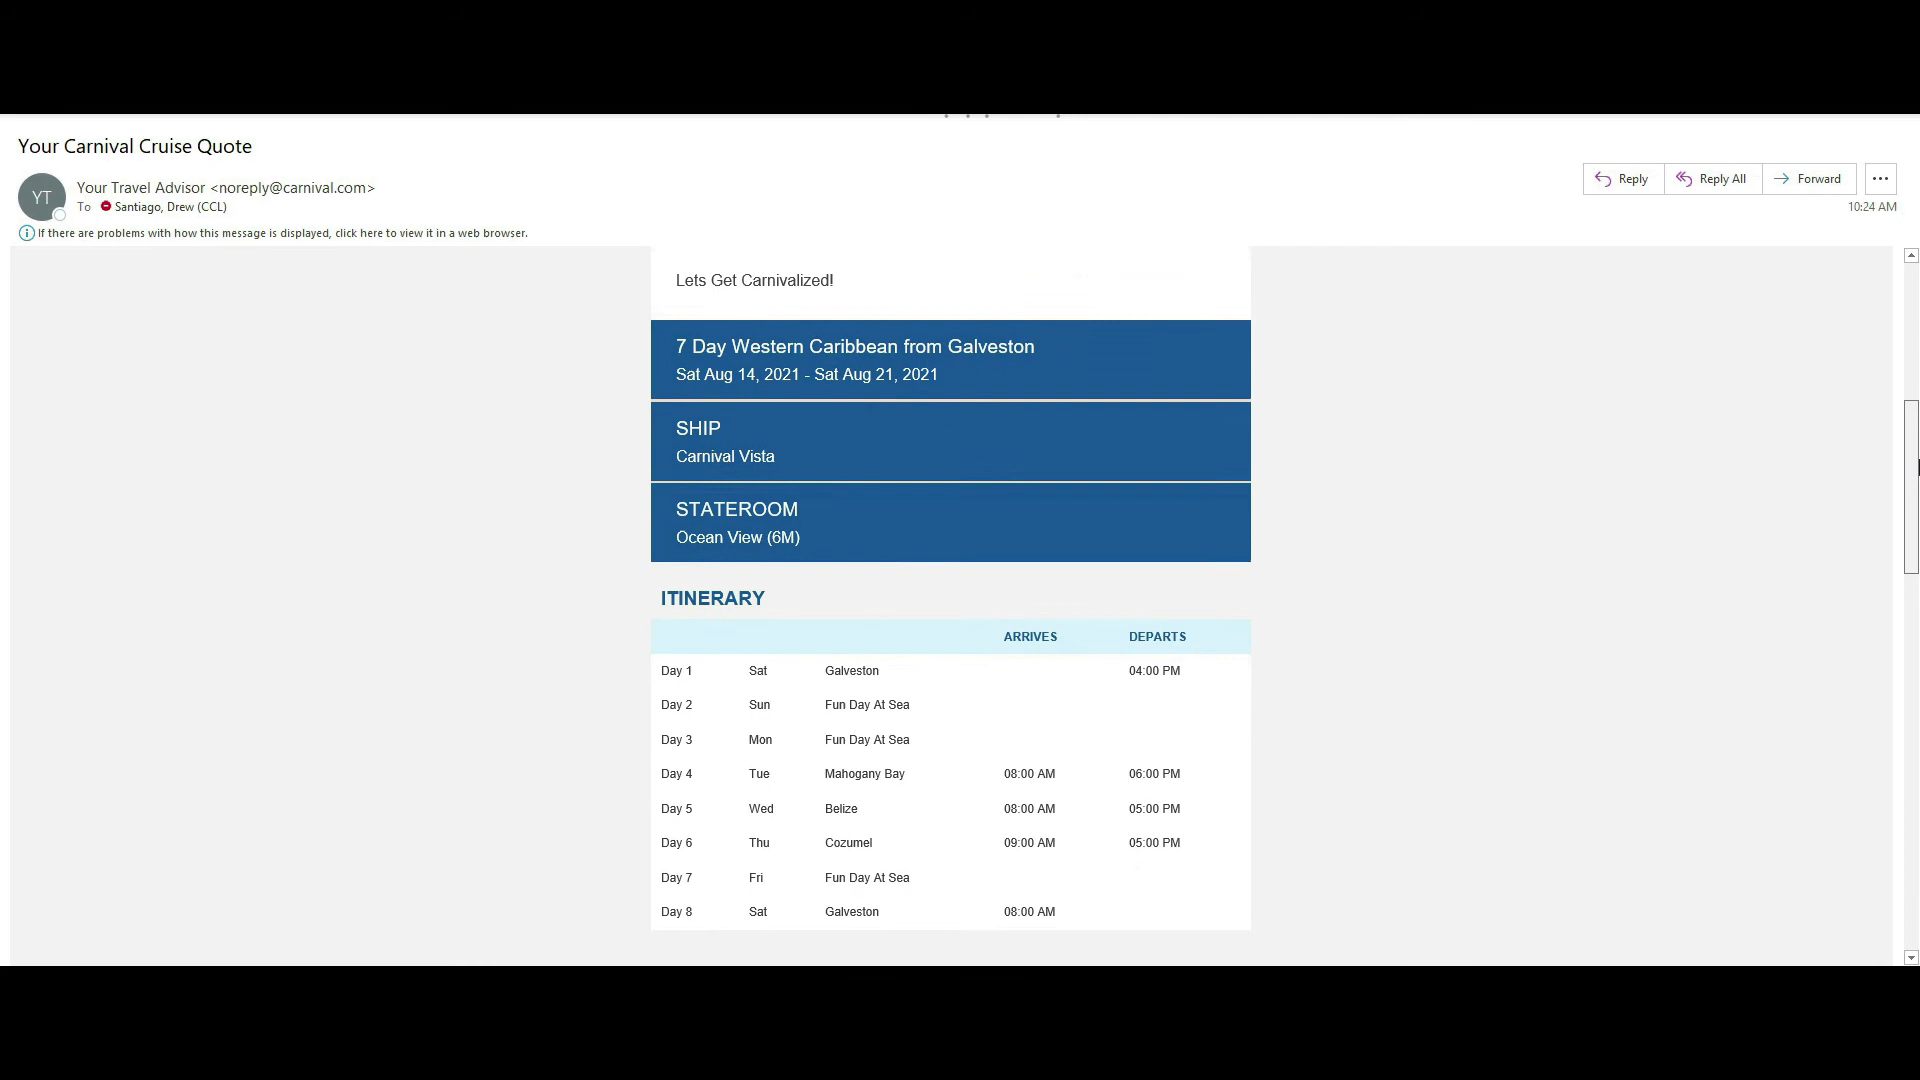 Your Carnival Cruise Quote
YT
Your Travel Advisor <noreply@carnival.com>
To Santiago, Drew (CCL)
Reply
Reply All
Forward
10:24 AM
If there are problems with how this message is displayed, click here to view it in a web browser.
Lets Get Carnivalized!
7 Day Western Caribbean from Galveston
Sat Aug 14, 2021 - Sat Aug 21, 2021
SHIP
Carnival Vista
STATEROOM
Ocean View (6M)
ITINERARY
ARRIVES DEPARTS
Day 1 Sat Galveston 04:00 PM
Day 2 Sun Fun Day At Sea
Day 3 Mon Fun Day At Sea
Day 4 Tue Mahogany Bay 08:00 AM 06:00 PM
Day 5 Wed Belize 08:00 AM 05:00 PM
Day 6 Thu Cozumel 09:00 AM 05:00 PM
Day 7 Fri Fun Day At Sea
Day 8 Sat Galveston 08:00 AM